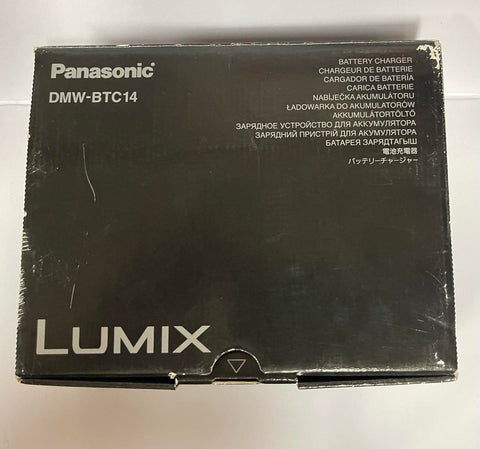 Panasonic
DMW-BTC14
BATTERY CHARGER
CHARGEUR DE BATTERIE
CARGADOR DE BATERÍA
CARICA BATTERIE
NABÍJEČKA AKUMULÁTORU
ŁADOWARKA DO AKUMULATORÓW
AKKUMULÁTORTÖLTŐ
ЗАРЯДНОЕ УСТРОЙСТВО ДЛЯ АККУМУЛЯТОРА
ЗАРЯДНИЙ ПРИСТРІЙ ДЛЯ АКУМУЛЯТОРА
БАТАРЕЯ ЗАРЯДТАҒЫШ
電池充電器
バッテリーチャージャー
LUMIX